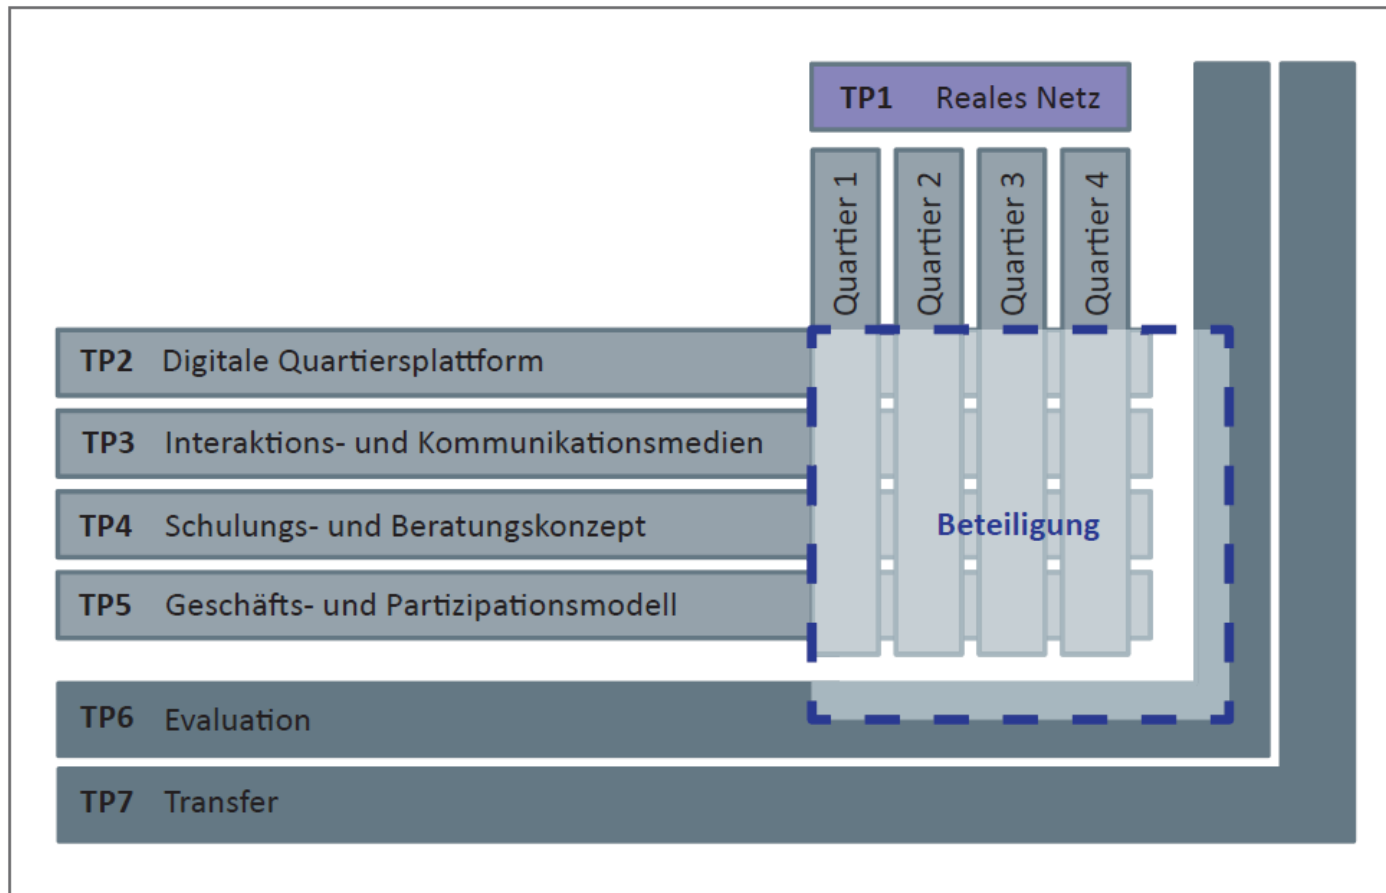 TP1 Reales Netz
Quartier 1
Quartier 2
Quartier 3
Quartier 4
TP2 Digitale Quartiersplattform
TP3 Interaktions- und Kommunikationsmedien
TP4 Schulungs- und Beratungskonzept
Beteiligung
TP5 Geschäfts- und Partizipationsmodell
TP6 Evaluation
TP7 Transfer